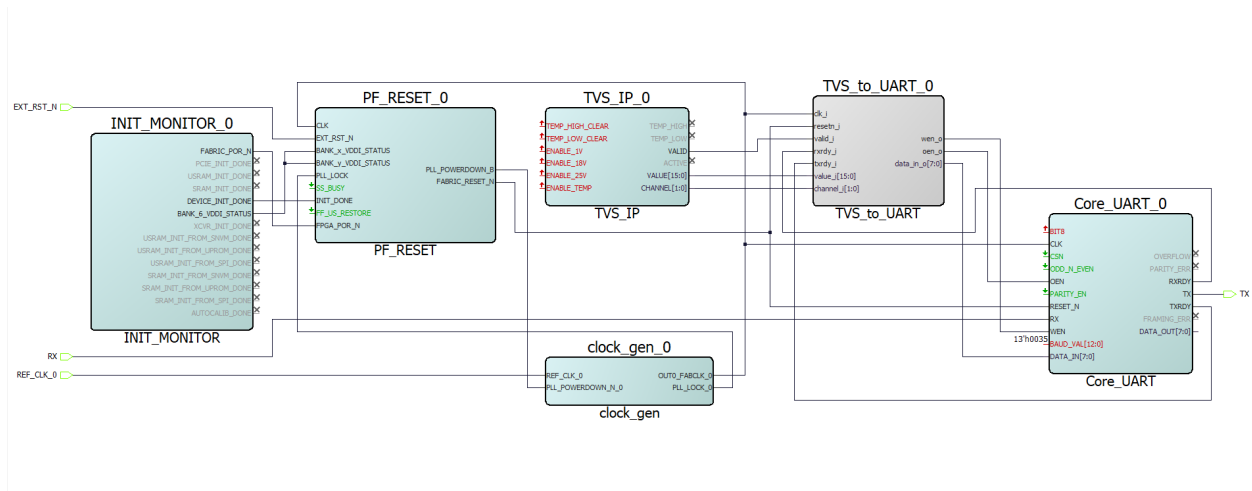 EXT_RST_N
RX
REF_CLK_0
INIT_MONITOR_0
FABRIC_POR_N
PCIE_INIT_DONE
USRAM_INIT_DONE
SRAM_INIT_DONE
DEVICE_INIT_DONE
BANK_6_VDDI_STATUS
XCVR_INIT_DONE
USRAM_INIT_FROM_SNVM_DONE
USRAM_INIT_FROM_UPROM_DONE
USRAM_INIT_FROM_SPI_DONE
SRAM_INIT_FROM_SNVM_DONE
SRAM_INIT_FROM_UPROM_DONE
SRAM_INIT_FROM_SPI_DONE
AUTOCALIB_DONE
INIT_MONITOR
PF_RESET_0
CLK
EXT_RST_N
BANK_x_VDDI_STATUS
BANK_y_VDDI_STATUS
PLL_LOCK
SS_BUSY
INIT_DONE
FF_US_RESTORE
FPGA_POR_N
PLL_POWERDOWN_B
FABRIC_RESET_N
PF_RESET
TVS_IP_0
TEMP_HIGH_CLEAR
TEMP_LOW_CLEAR
ENABLE_1V
ENABLE_18V
ENABLE_25V
ENABLE_TEMP
TEMP_HIGH
TEMP_LOW
VALID
ACTIVE
VALUE[15:0]
CHANNEL[1:0]
TVS_IP
clock_gen_0
REF_CLK_0
PLL_POWERDOWN_N_0
OUT0_FABCLK_0
PLL_LOCK_0
clock_gen
TVS_to_UART_0
clk_i
resetn_i
valid_i
rxrdy_i
txrdy_i
value_i[15:0]
channel_i[1:0]
wen_o
oen_o
data_in_o[7:0]
TVS_to_UART
Core_UART_0
BIT8
CLK
CSN
ODD_N_EVEN
OEN
PARITY_EN
RESET_N
RX
WEN
13'h0035
BAUD_VAL[12:0]
DATA_IN[7:0]
OVERFLOW
PARITY_ERR
RXRDY
TX
TXRDY
FRAMING_ERR
DATA_OUT[7:0]
Core_UART
TX